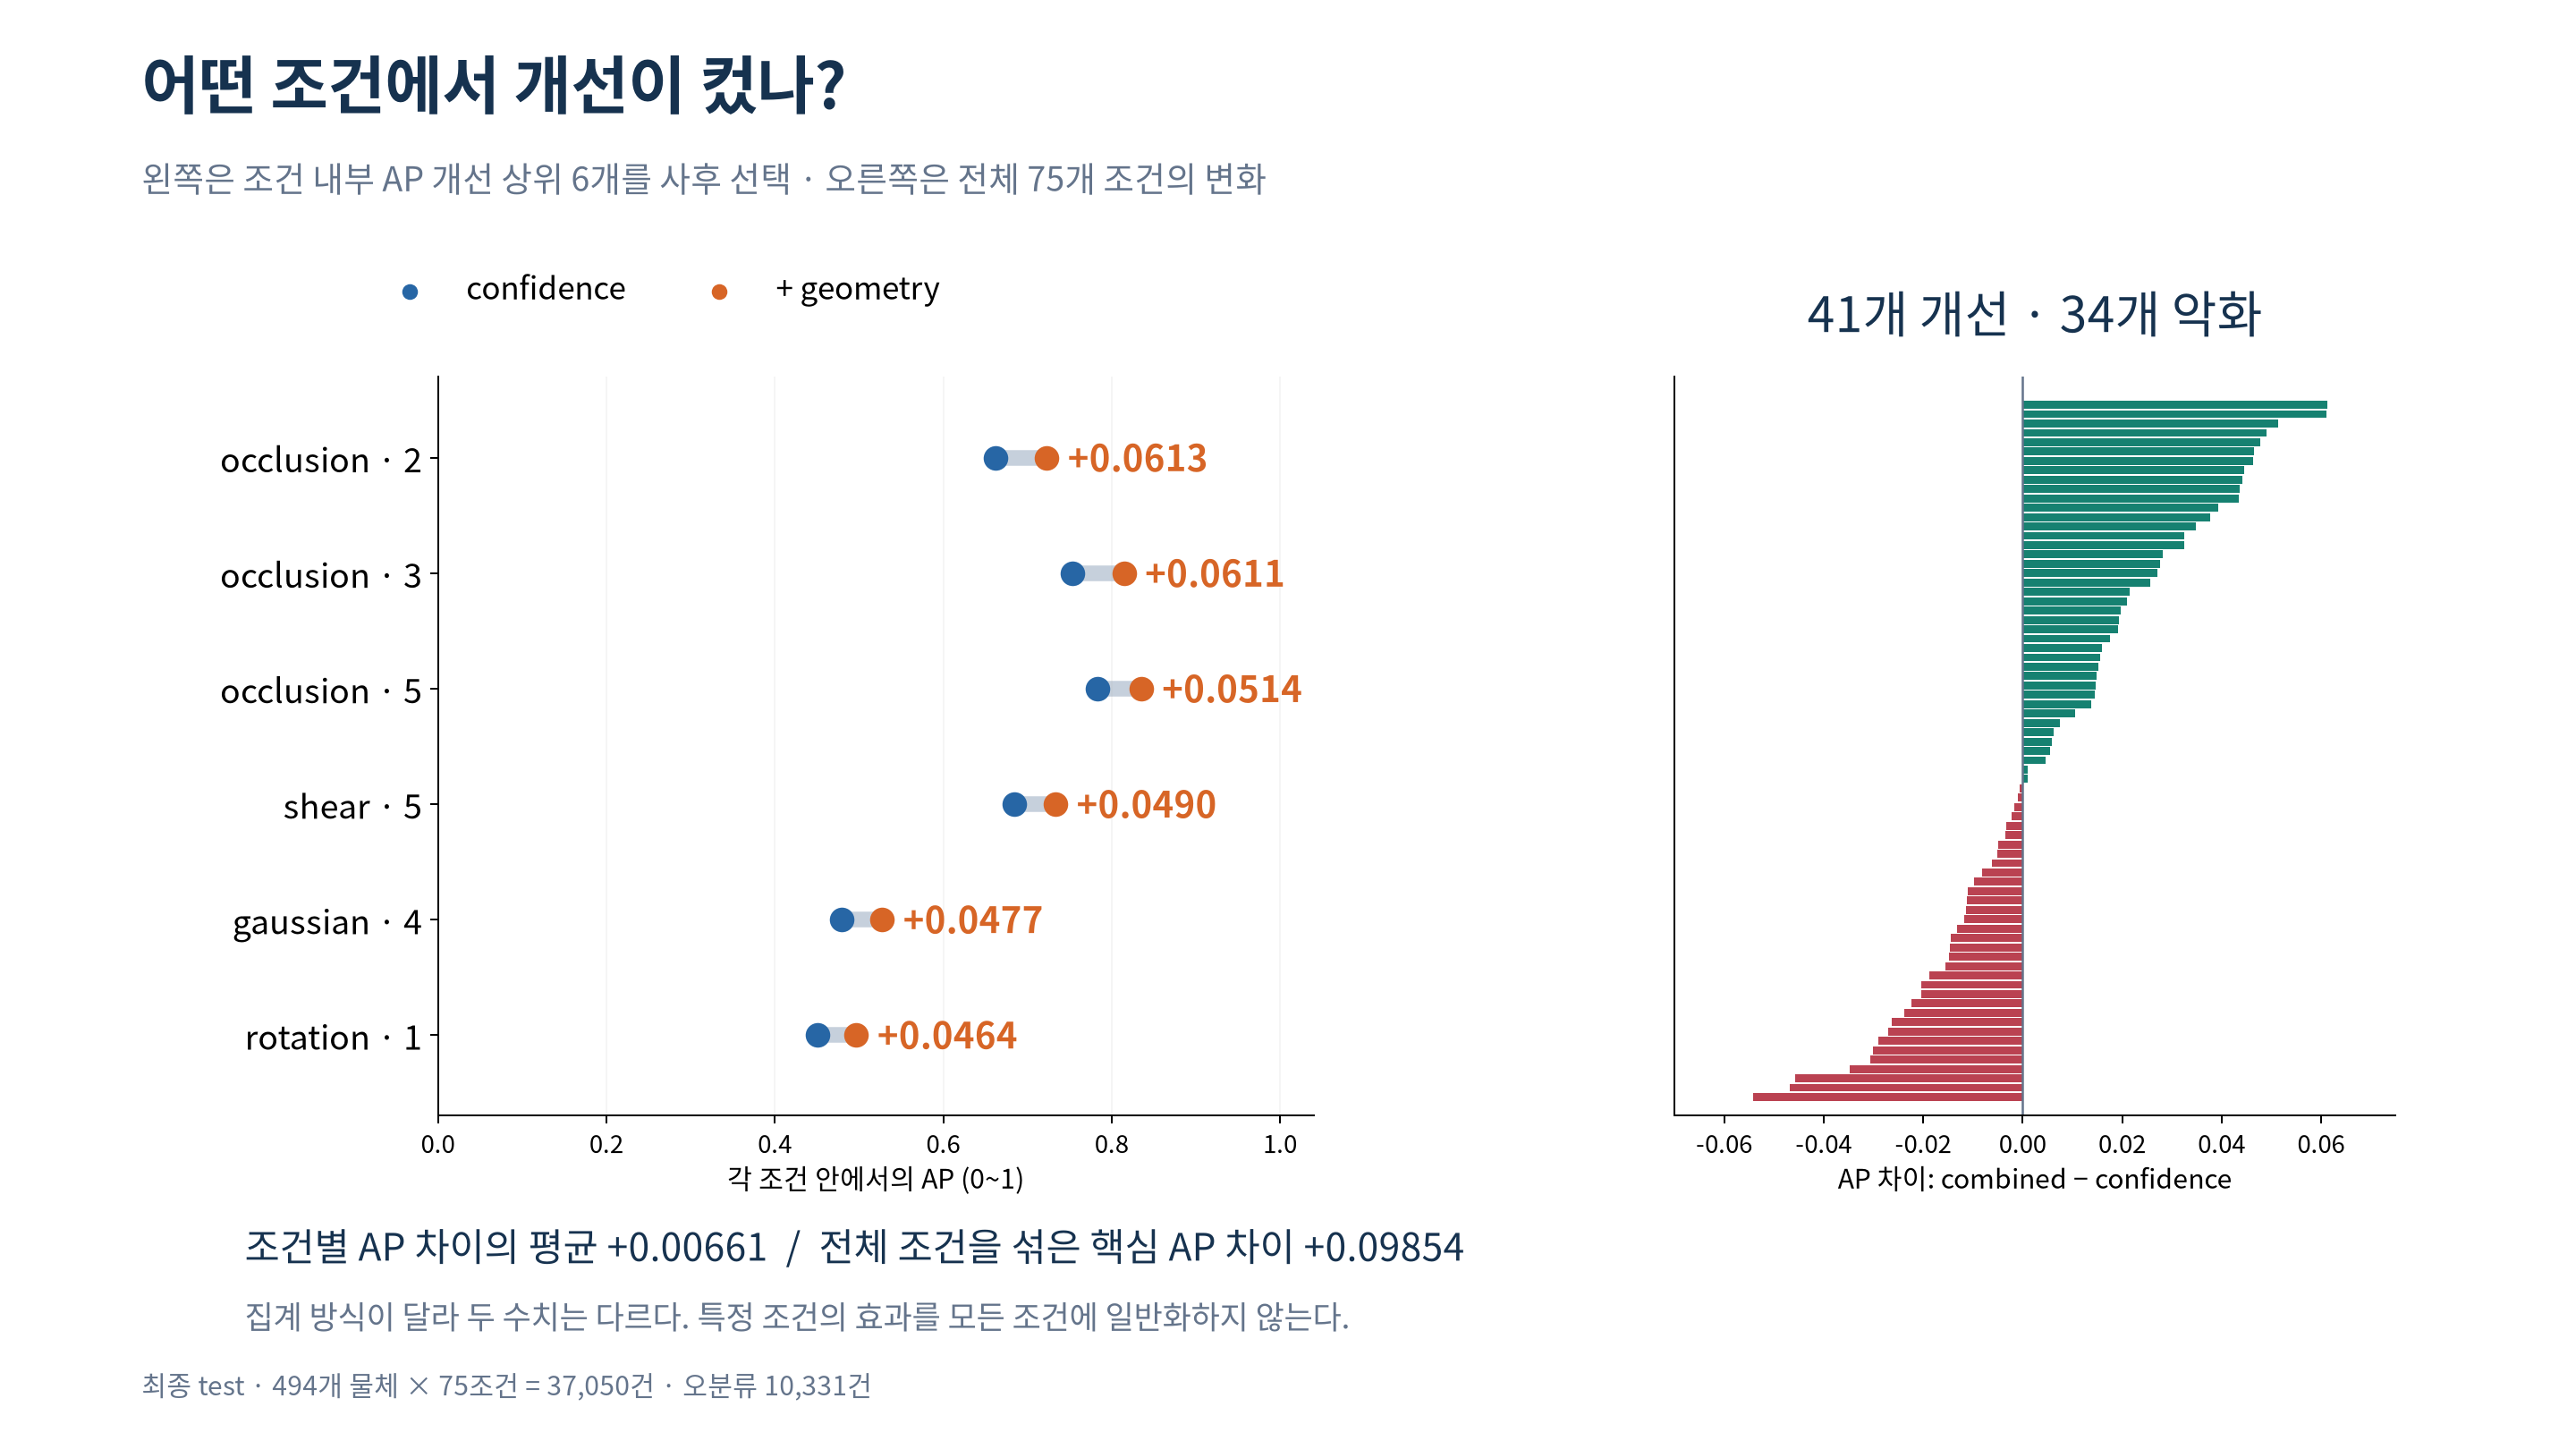 어떤 조건에서 개선이 컸나?
왼쪽은 조건 내부 AP 개선 상위 6개를 사후 선택 · 오른쪽은 전체 75개 조건의 변화
confidence + geometry
occlusion · 2 +0.0613
occlusion · 3 +0.0611
occlusion · 5 +0.0514
shear · 5 +0.0490
gaussian · 4 +0.0477
rotation · 1 +0.0464
0.0 0.2 0.4 0.6 0.8 1.0
각 조건 안에서의 AP (0~1)
41개 개선 · 34개 악화
-0.06 -0.04 -0.02 0.00 0.02 0.04 0.06
AP 차이: combined − confidence
조건별 AP 차이의 평균 +0.00661 / 전체 조건을 섞은 핵심 AP 차이 +0.09854
집계 방식이 달라 두 수치는 다르다. 특정 조건의 효과를 모든 조건에 일반화하지 않는다.
최종 test · 494개 물체 × 75조건 = 37,050건 · 오분류 10,331건